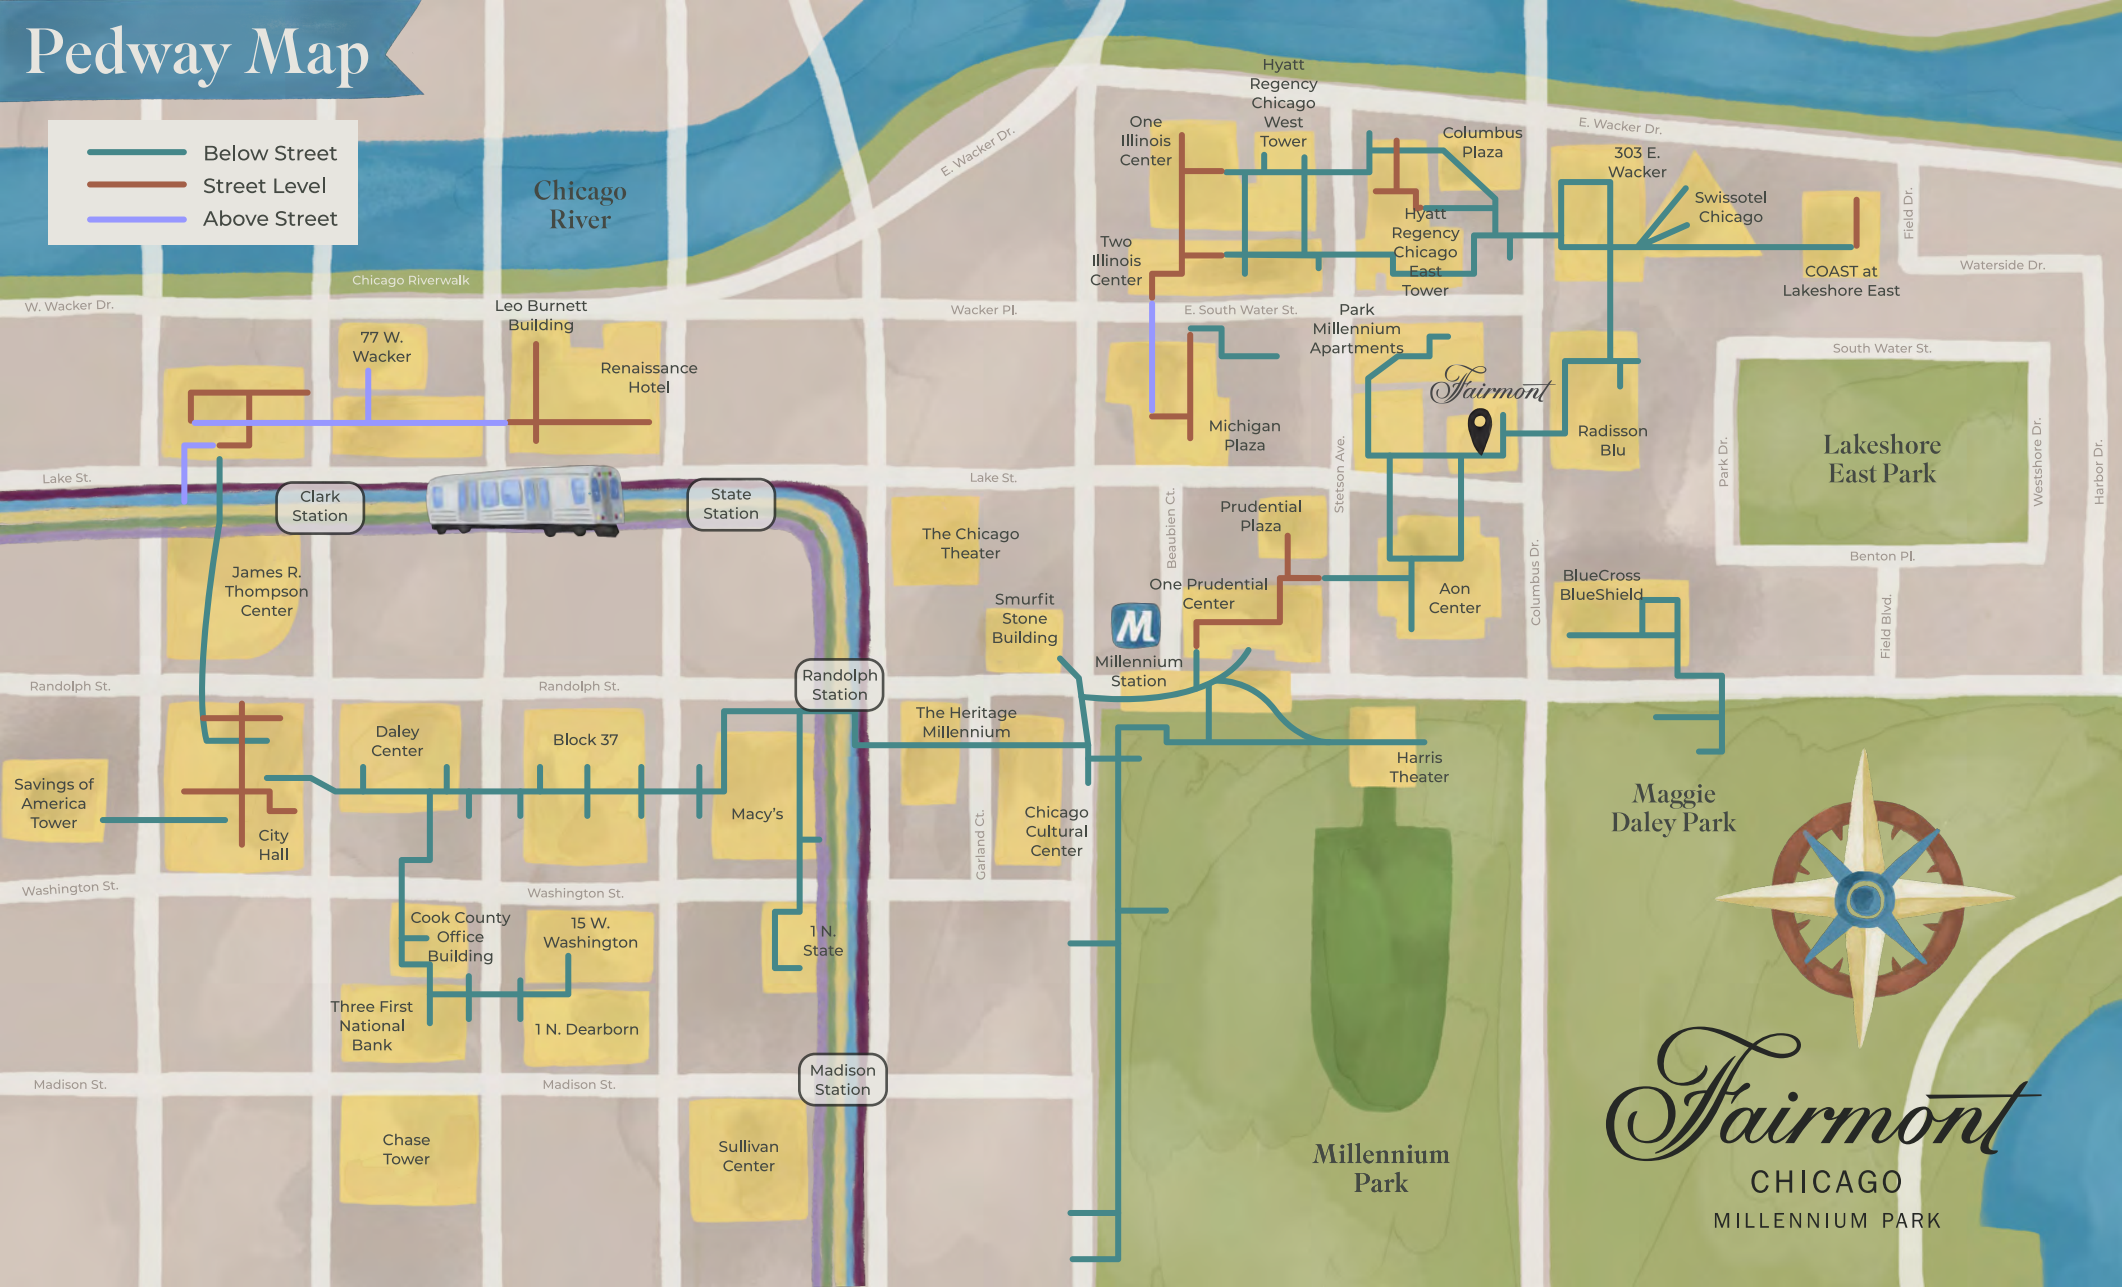 Pedway Map
Below Street
Street Level
Above Street
Chicago
River
Chicago Riverwalk
W. Wacker Dr.
E. Wacker Dr.
E. Wacker Dr.
Hyatt
Regency
Chicago
West
Tower
One
Illinois
Center
Two
Illinois
Center
Columbus
Plaza
Hyatt
Regency
Chicago
East
Tower
303 E.
Wacker
Swissotel
Chicago
COAST at
Lakeshore East
Field Dr.
Waterside Dr.
Wacker Pl.
E. South Water St.
South Water St.
Leo Burnett
Building
77 W.
Wacker
Renaissance
Hotel
Park
Millennium
Apartments
Fairmont
Michigan
Plaza
Radisson
Blu
Lakeshore
East Park
Park Dr.
Westshore Dr.
Harbor Dr.
Stetson Ave.
Lake St.
Lake St.
Clark
Station
State
Station
The Chicago
Theater
Beaubien Ct.
Prudential
Plaza
One Prudential
Center
Aon
Center
Columbus Dr.
BlueCross
BlueShield
Benton Pl.
Field Blvd.
James R.
Thompson
Center
Smurfit
Stone
Building
M
Millennium
Station
Randolph St.
Randolph St.
Randolph
Station
The Heritage
Millennium
Daley
Center
Block 37
Macy's
Savings of
America
Tower
City
Hall
Garland Ct.
Chicago
Cultural
Center
Harris
Theater
Maggie
Daley Park
Washington St.
Washington St.
Cook County
Office
Building
15 W.
Washington
1 N.
State
Three First
National
Bank
1 N. Dearborn
Madison St.
Madison St.
Madison
Station
Chase
Tower
Sullivan
Center
Millennium
Park
Fairmont
CHICAGO
MILLENNIUM PARK